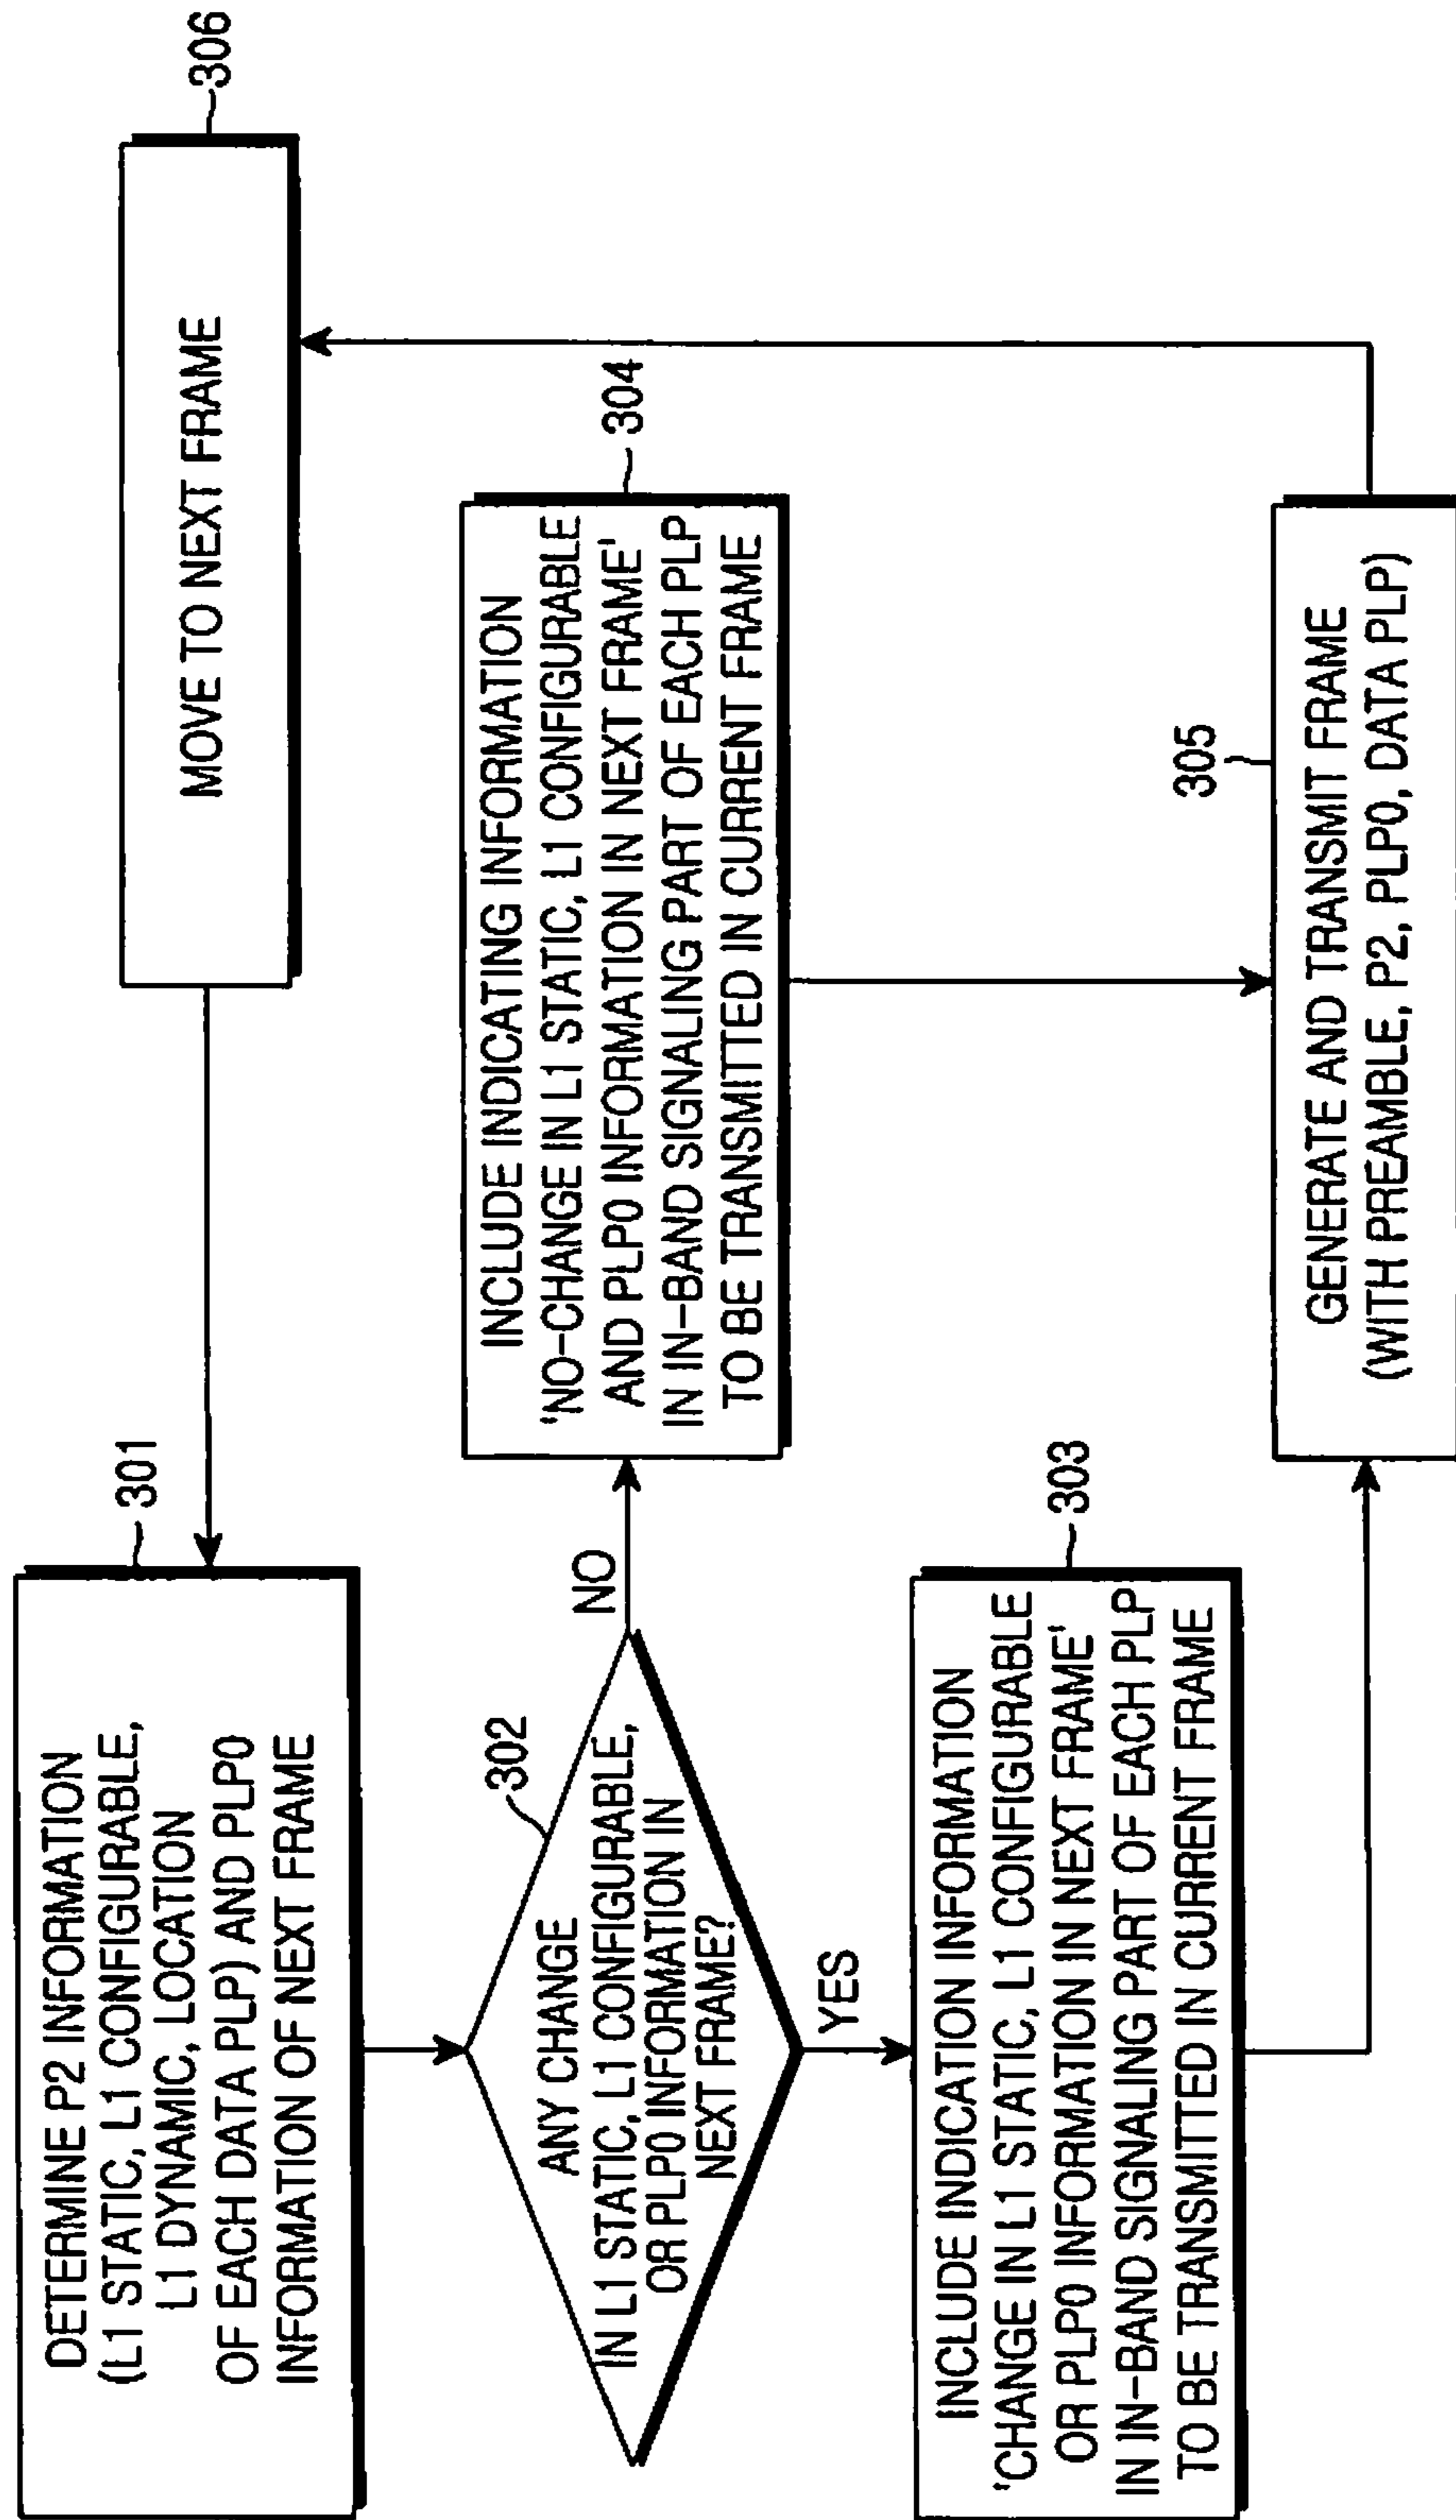 301
DETERMINE P2 INFORMATION
(L1 STATIC, L1 CONFIGURABLE,
L1 DYNAMIC, LOCATION
OF EACH DATA PLP) AND PLP0
INFORMATION OF NEXT FRAME
302
ANY CHANGE
IN L1 STATIC, L1 CONFIGURABLE,
OR PLP0 INFORMATION IN
NEXT FRAME?
NO
YES
303
INCLUDE INDICATION INFORMATION
'CHANGE IN L1 STATIC, L1 CONFIGURABLE
OR PLP0 INFORMATION IN NEXT FRAME'
IN IN-BAND SIGNALING PART OF EACH PLP
TO BE TRANSMITTED IN CURRENT FRAME
304
INCLUDE INDICATING INFORMATION
'NO-CHANGE IN L1 STATIC, L1 CONFIGURABLE
AND PLP0 INFORMATION IN NEXT FRAME'
IN IN-BAND SIGNALING PART OF EACH PLP
TO BE TRANSMITTED IN CURRENT FRAME
305
GENERATE AND TRANSMIT FRAME
(WITH PREAMBLE, P2, PLP0, DATA PLP)
306
MOVE TO NEXT FRAME